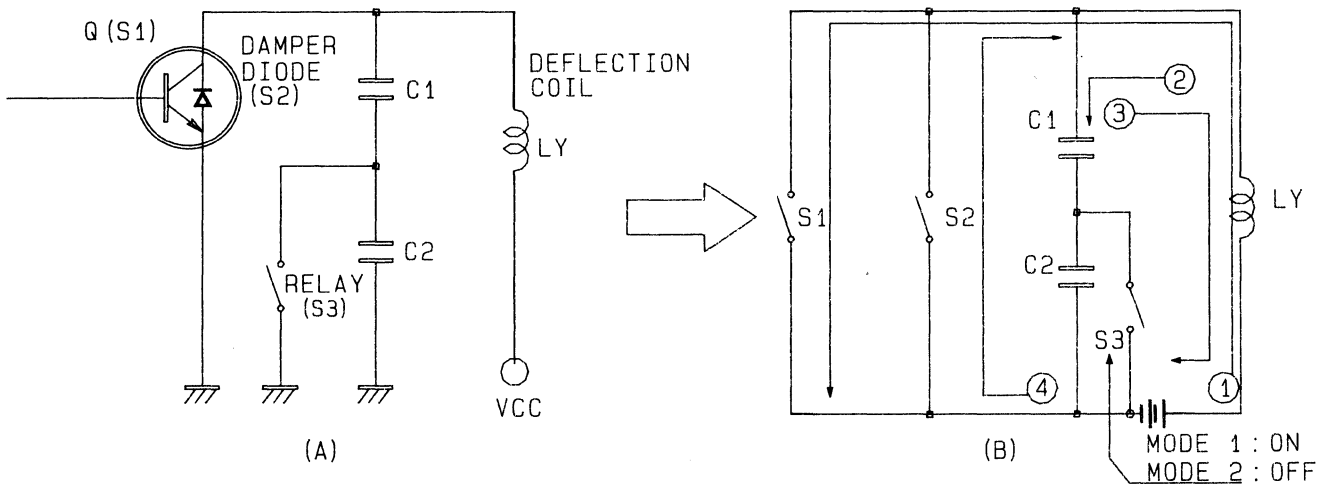 Q (S1)
DAMPER
DIODE
(S2)
C1
DEFLECTION
COIL
LY
C2
RELAY
(S3)
VCC
(A)
S1
S2
C1
2
3
LY
C2
S3
4
1
(B)
MODE 1 : ON
MODE 2 : OFF